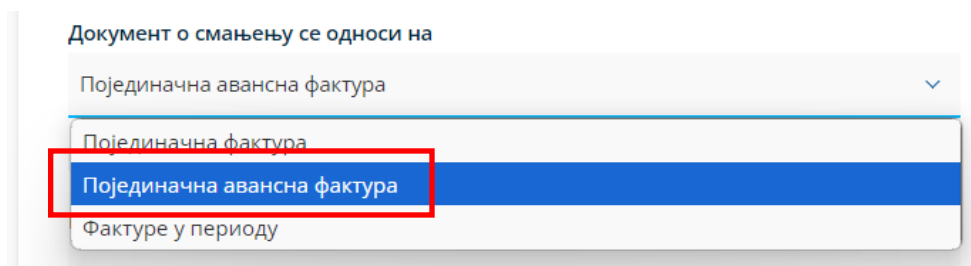 Документ о смањењу се односи на
Појединачна авансна фактура
Појединачна фактура
Појединачна авансна фактура
Фактуре у периоду